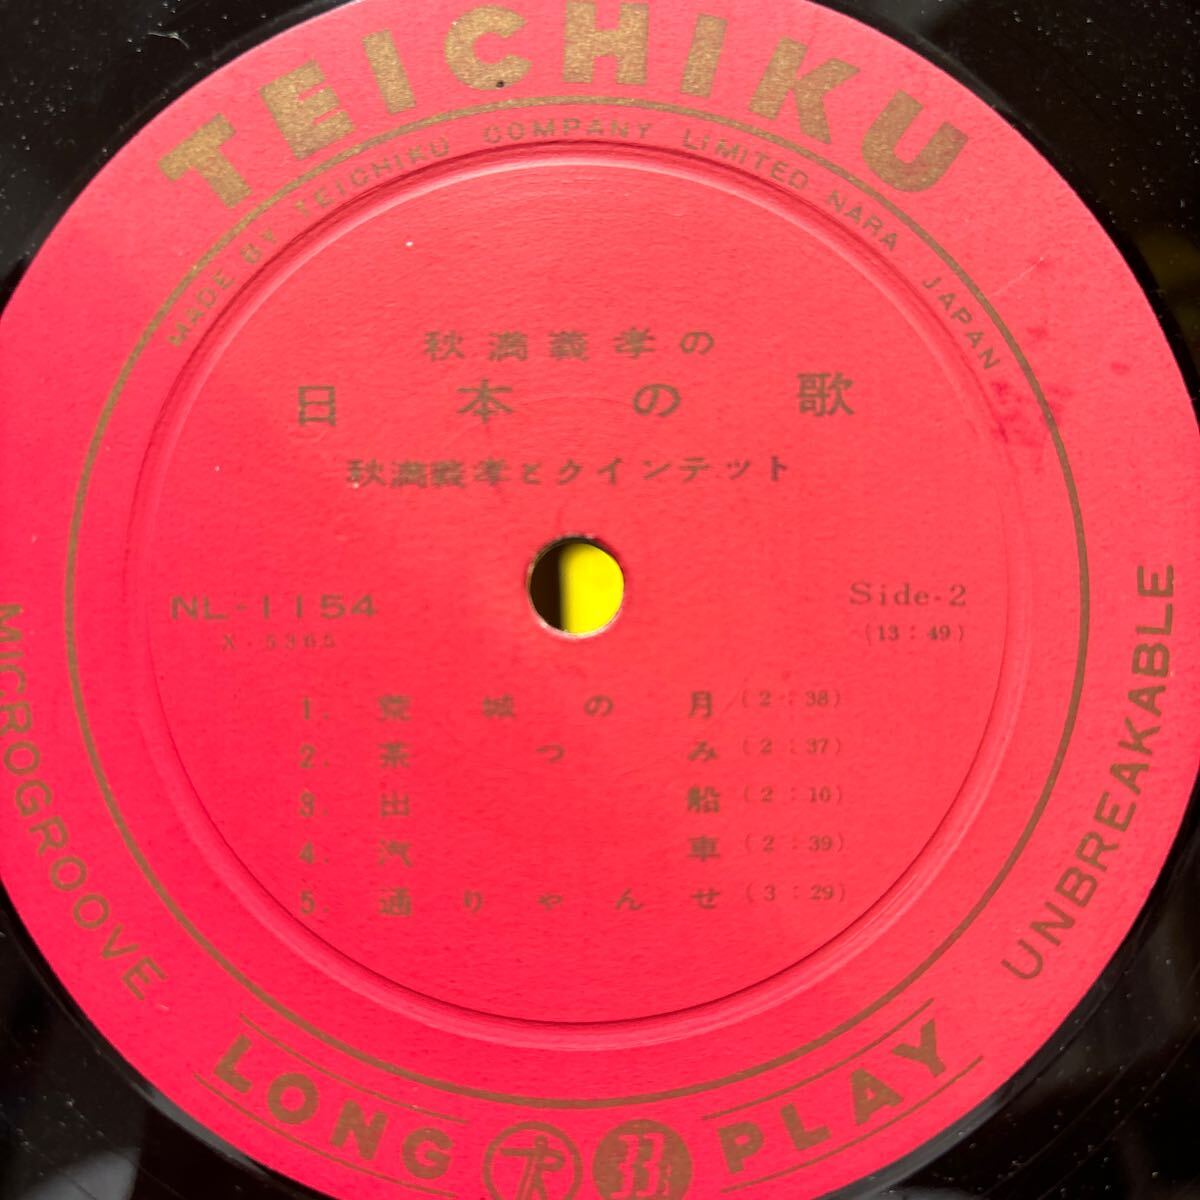 TEICHIKU
MADE BY TEICHIKU COMPANY LIMITED NARA JAPAN
秋満義孝の
日本の歌
秋満義孝とクインテット
NL-1154
X-5365
Side-2
(13:49)
1. 荒城の月 (2:38)
2. 茶つみ (2:37)
3. 出船 (2:10)
4. 汽車 (2:39)
5. 通りゃんせ (3:29)
MICROGROOVE
UNBREAKABLE
LONG PLAY